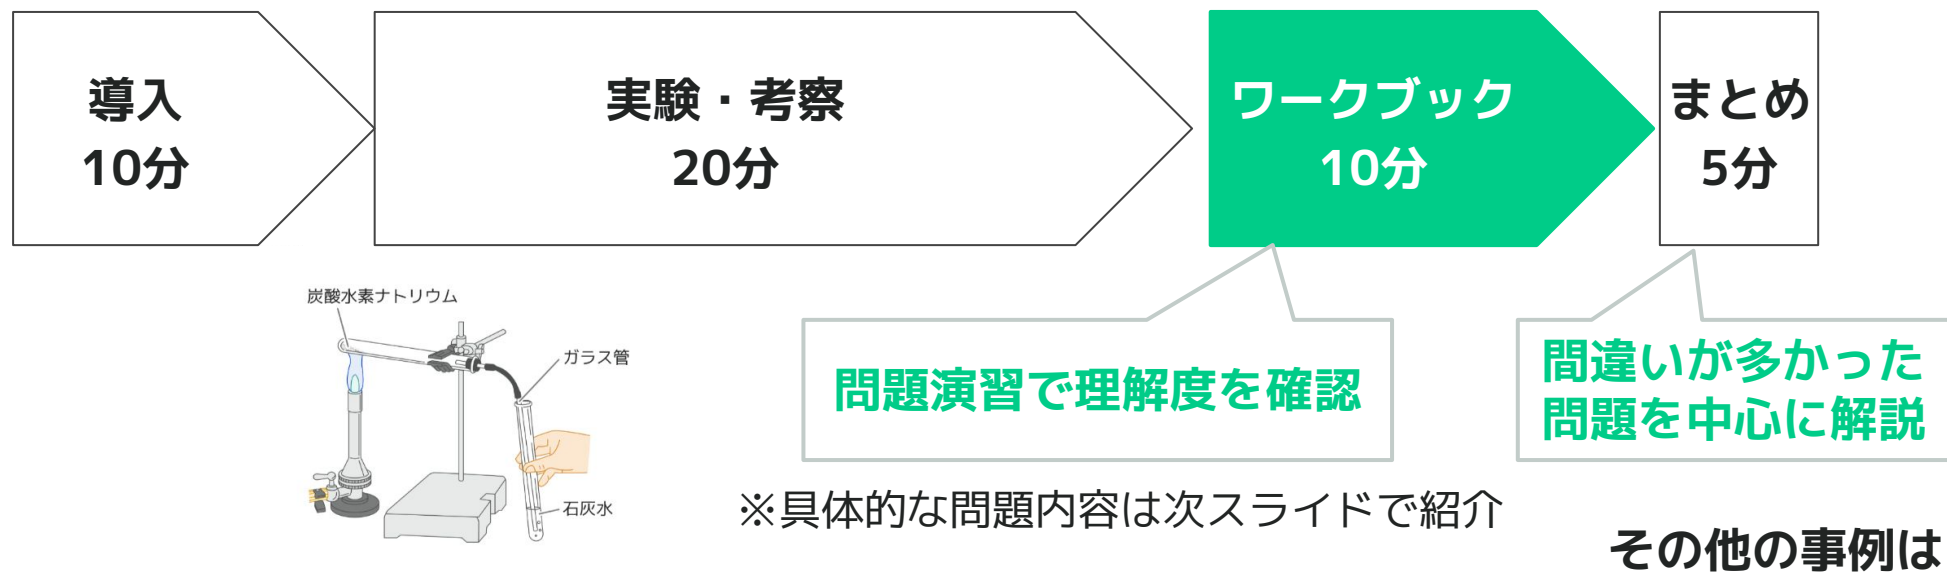 導入
10分
実験・考察
20分
ワークブック
10分
まとめ
5分
炭酸水素ナトリウム
ガラス管
石灰水
問題演習で理解度を確認
間違いが多かった
問題を中心に解説
※具体的な問題内容は次スライドで紹介
その他の事例は